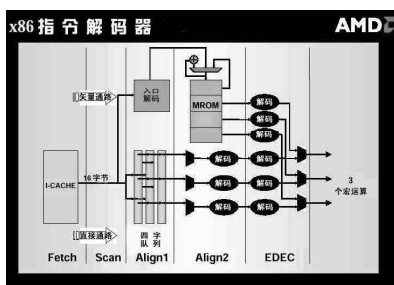 x86指令解码器
AMD
入口
解码
矢量通路
MROM
解码
解码
解码
16字节
I-CACHE
解码
解码
解码
解码
解码
解码
3
个宏运算
直接通路
四字
队列
Fetch
Scan
Align1
Align2
EDEC